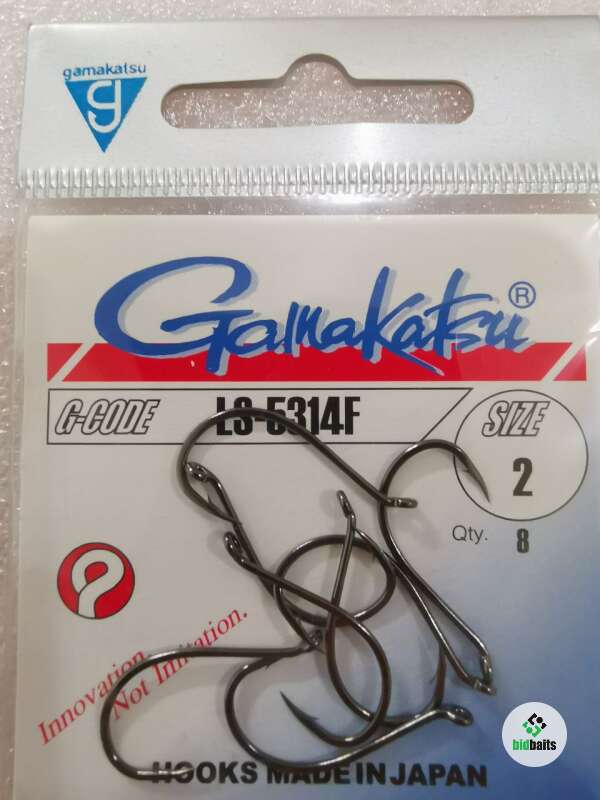 gamakatsu
g
Gamakatsu®
G-CODE LS-5314F SIZE
2
Qty. 8
Innovation,
Not Imitation.
HOOKS MADE IN JAPAN
bidbaits